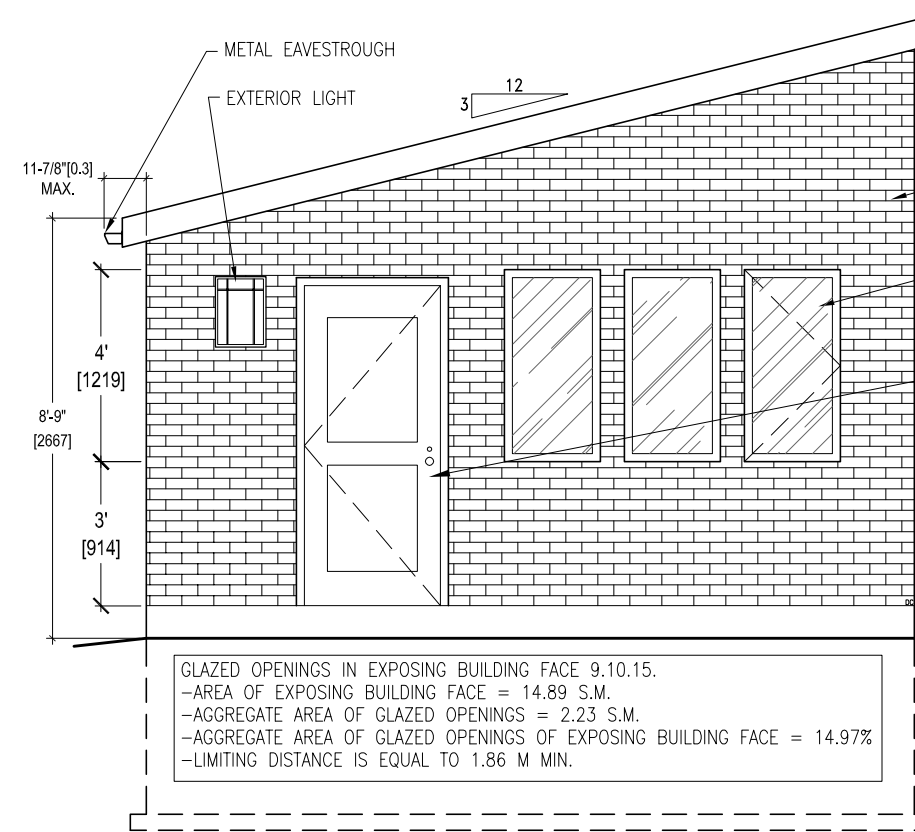 METAL EAVESTROUGH
EXTERIOR LIGHT
12
3
11-7/8"[0.3]
MAX.
4'
[1219]
8'-9"
[2667]
3'
[914]
GLAZED OPENINGS IN EXPOSING BUILDING FACE 9.10.15.
-AREA OF EXPOSING BUILDING FACE = 14.89 S.M.
-AGGREGATE AREA OF GLAZED OPENINGS = 2.23 S.M.
-AGGREGATE AREA OF GLAZED OPENINGS OF EXPOSING BUILDING FACE = 14.97%
-LIMITING DISTANCE IS EQUAL TO 1.86 M MIN.